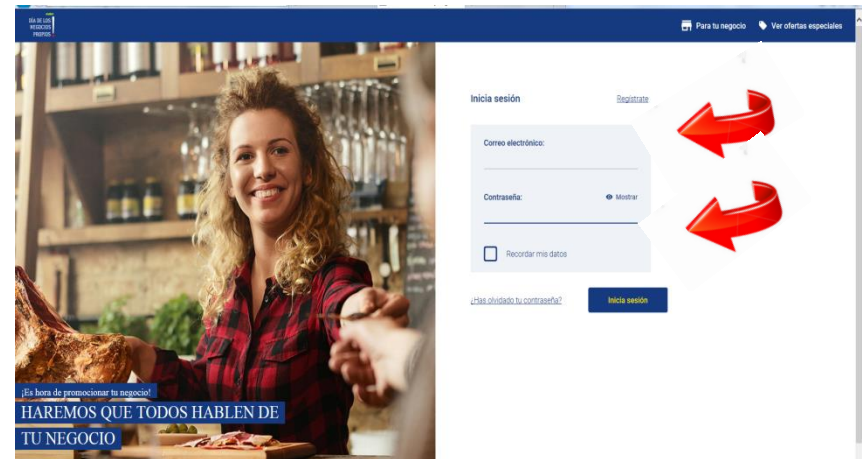 DÍA DE LOS
NEGOCIOS
PROPIOS
Para tu negocio
Ver ofertas especiales
Inicia sesión
Regístrate
Correo electrónico:
Contraseña:
Mostrar
Recordar mis datos
¿Has olvidado tu contraseña?
Inicia sesión
¡Es hora de promocionar tu negocio!
HAREMOS QUE TODOS HABLEN DE
TU NEGOCIO